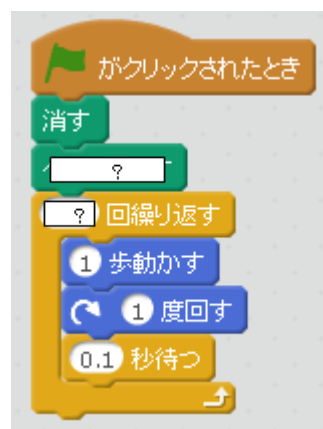 がクリックされたとき
消す
?
? 回繰り返す
1 歩動かす
1 度回す
0.1 秒待つ